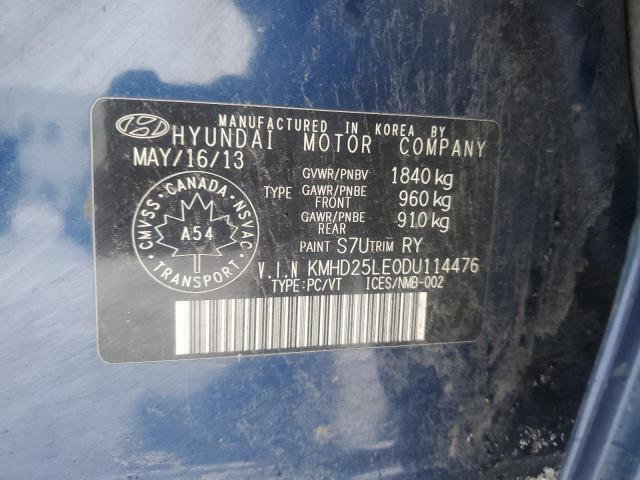 MANUFACTURED IN KOREA BY
HYUNDAI MOTOR COMPANY
MAY/16/13
GVWR/PNBV 1840 kg
TYPE GAWR/PNBE FRONT 960 kg
GAWR/PNBE REAR 910 kg
PAINT S7U TRIM RY
CANADA
CMVSS
NSVAC
A54
TRANSPORT
V.I.N KMHD25LE0DU114476
TYPE:PC/VT ICES/NMB-002